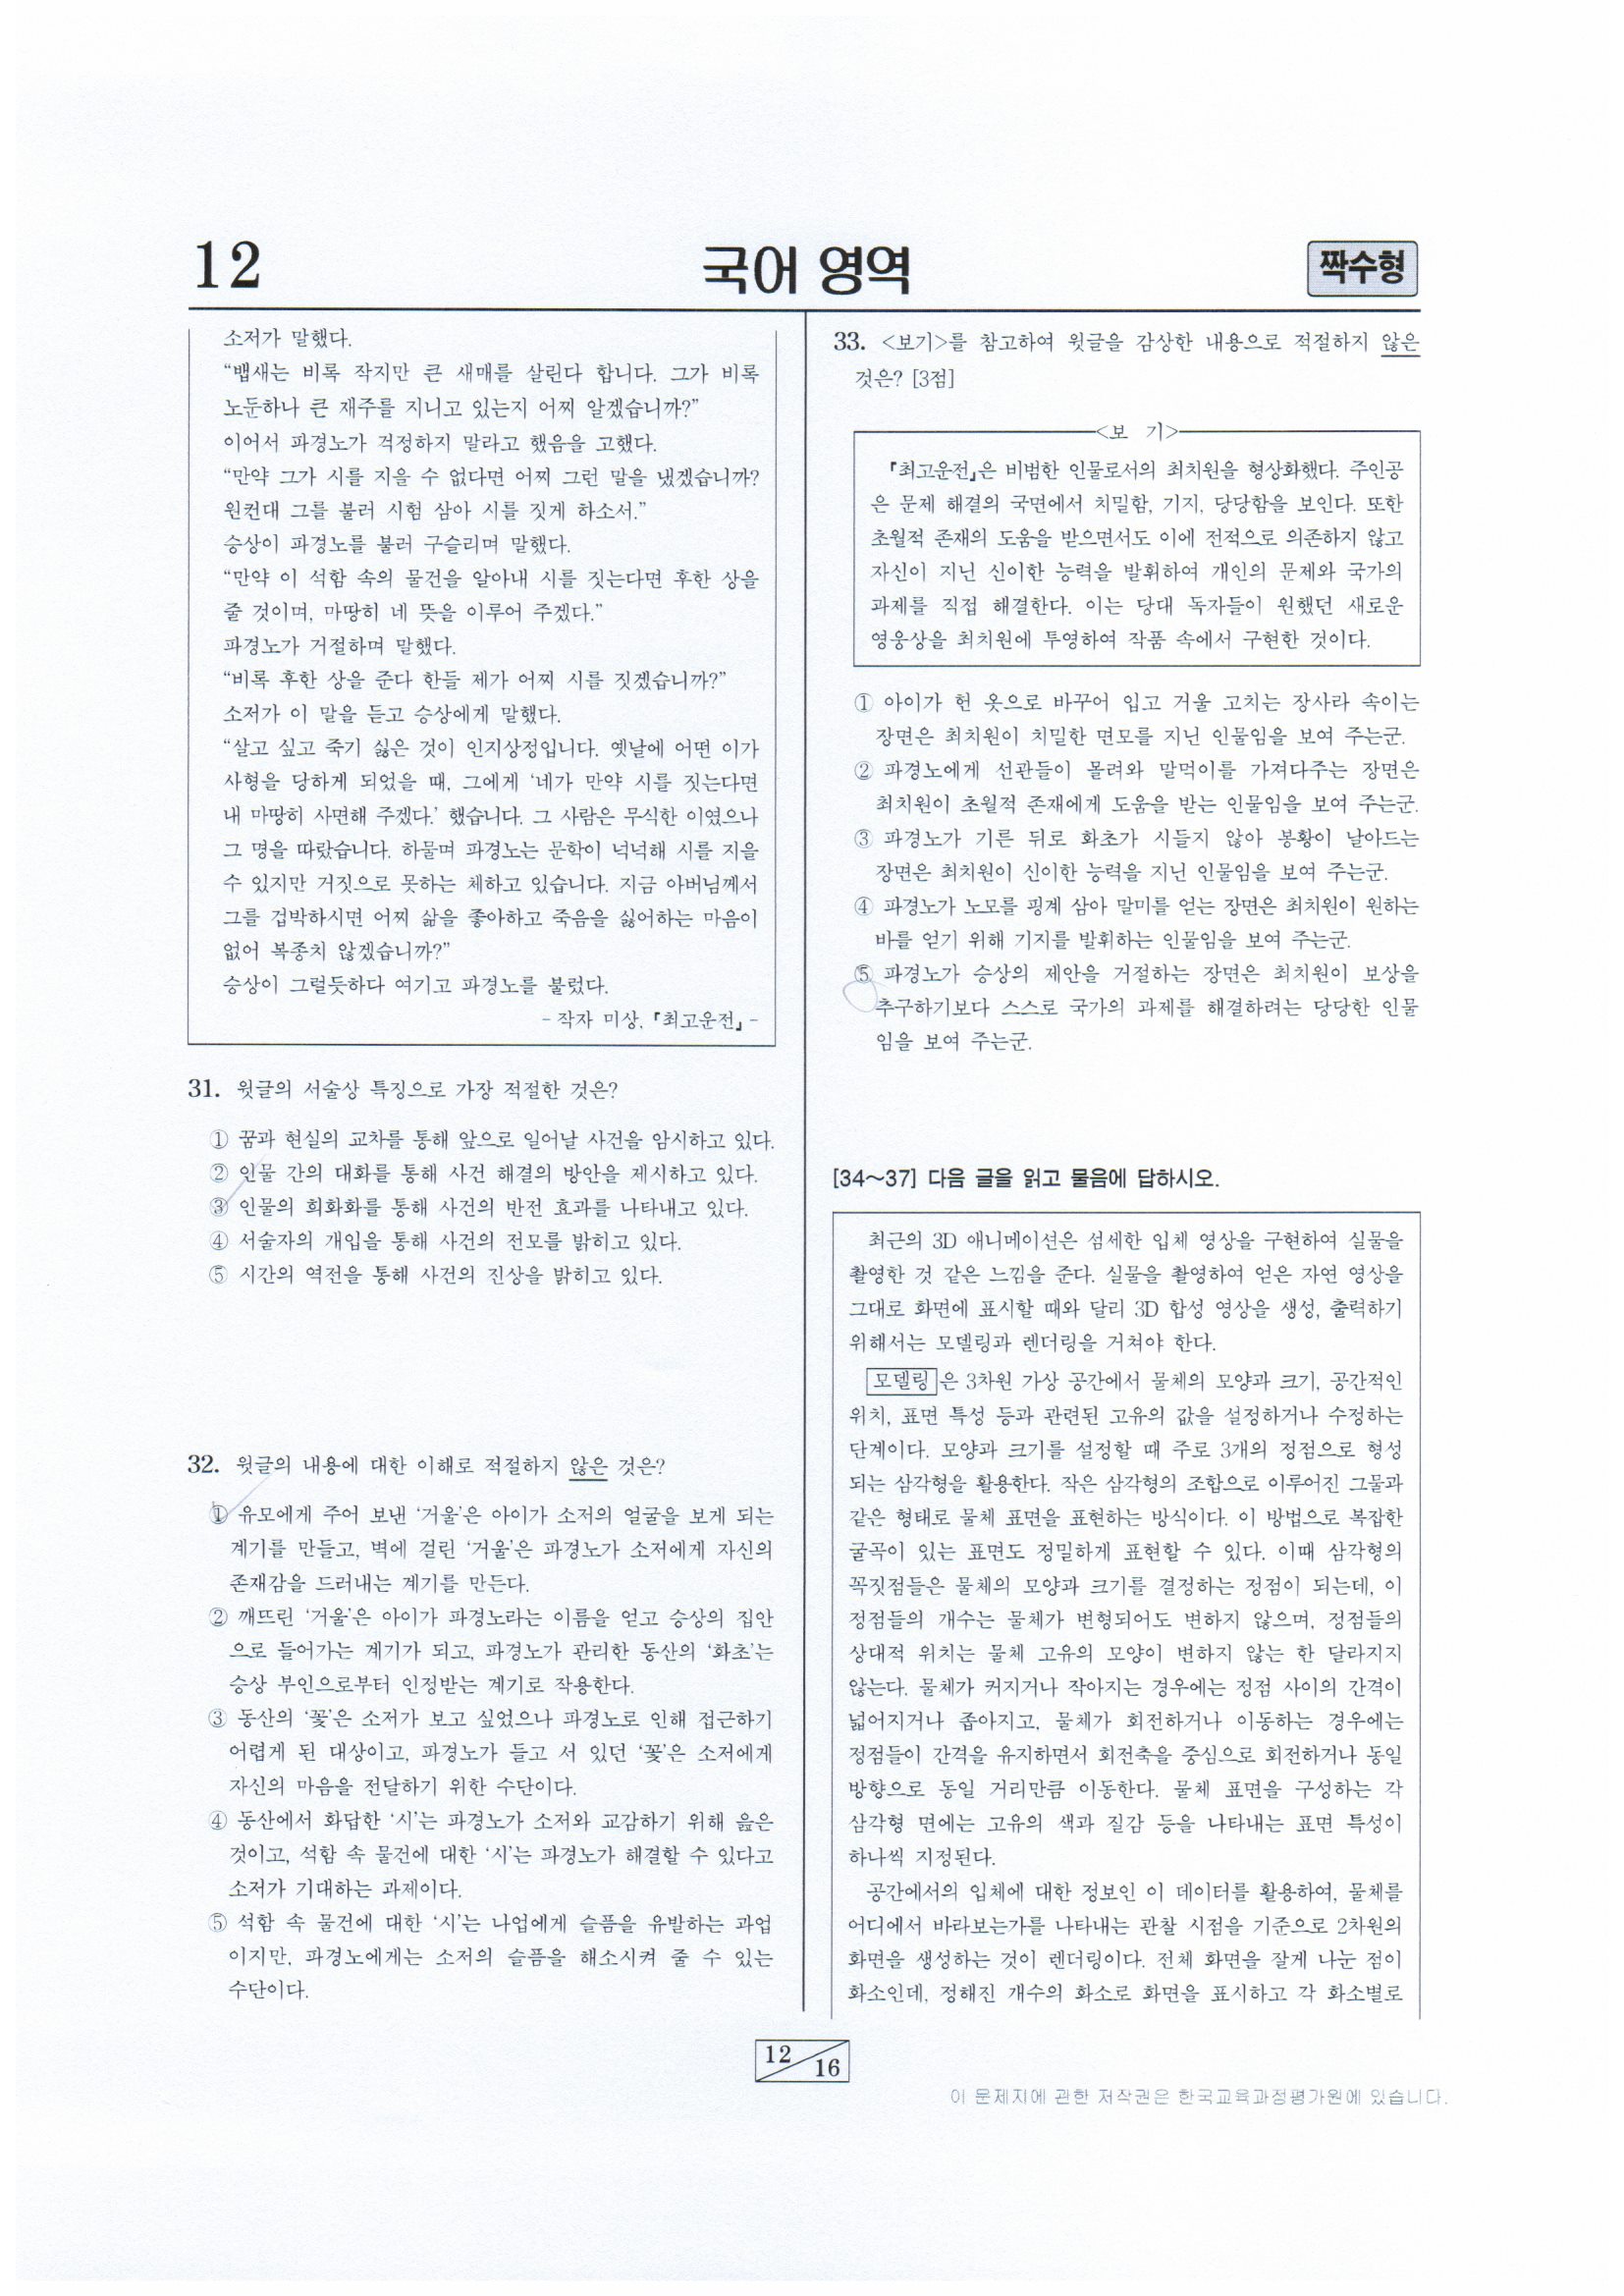 12
국어 영역
짝수형
소저가 말했다.
“뱁새는 비록 작지만 큰 새매를 살린다 합니다. 그가 비록
노둔하나 큰 재주를 지니고 있는지 어찌 알겠습니까?”
이어서 파경노가 걱정하지 말라고 했음을 고했다.
“만약 그가 시를 지을 수 없다면 어찌 그런 말을 냈겠습니까?
원컨대 그를 불러 시험 삼아 시를 짓게 하소서.”
승상이 파경노를 불러 구슬리며 말했다.
“만약 이 석함 속의 물건을 알아내 시를 짓는다면 후한 상을
줄 것이며, 마땅히 네 뜻을 이루어 주겠다.”
파경노가 거절하며 말했다.
“비록 후한 상을 준다 한들 제가 어찌 시를 짓겠습니까?”
소저가 이 말을 듣고 승상에게 말했다.
“살고 싶고 죽기 싫은 것이 인지상정입니다. 옛날에 어떤 이가
사형을 당하게 되었을 때, 그에게 ‘네가 만약 시를 짓는다면
내 마땅히 사면해 주겠다.’ 했습니다. 그 사람은 무식한 이였으나
그 명을 따랐습니다. 하물며 파경노는 문학이 넉넉해 시를 지을
수 있지만 거짓으로 못하는 체하고 있습니다. 지금 아버님께서
그를 겁박하시면 어찌 삶을 좋아하고 죽음을 싫어하는 마음이
없어 복종치 않겠습니까?”
승상이 그럴듯하다 여기고 파경노를 불렀다.
- 작자 미상, 『최고운전』 -
31. 윗글의 서술상 특징으로 가장 적절한 것은?
① 꿈과 현실의 교차를 통해 앞으로 일어날 사건을 암시하고 있다.
② 인물 간의 대화를 통해 사건 해결의 방안을 제시하고 있다.
③ 인물의 희화화를 통해 사건의 반전 효과를 나타내고 있다.
④ 서술자의 개입을 통해 사건의 전모를 밝히고 있다.
⑤ 시간의 역전을 통해 사건의 진상을 밝히고 있다.
32. 윗글의 내용에 대한 이해로 적절하지 않은 것은?
① 유모에게 주어 보낸 ‘거울’은 아이가 소저의 얼굴을 보게 되는
계기를 만들고, 벽에 걸린 ‘거울’은 파경노가 소저에게 자신의
존재감을 드러내는 계기를 만든다.
② 깨뜨린 ‘거울’은 아이가 파경노라는 이름을 얻고 승상의 집안
으로 들어가는 계기가 되고, 파경노가 관리한 동산의 ‘화초’는
승상 부인으로부터 인정받는 계기로 작용한다.
③ 동산의 ‘꽃’은 소저가 보고 싶었으나 파경노로 인해 접근하기
어렵게 된 대상이고, 파경노가 들고 서 있던 ‘꽃’은 소저에게
자신의 마음을 전달하기 위한 수단이다.
④ 동산에서 화답한 ‘시’는 파경노가 소저와 교감하기 위해 읊은
것이고, 석함 속 물건에 대한 ‘시’는 파경노가 해결할 수 있다고
소저가 기대하는 과제이다.
⑤ 석함 속 물건에 대한 ‘시’는 나업에게 슬픔을 유발하는 과업
이지만, 파경노에게는 소저의 슬픔을 해소시켜 줄 수 있는
수단이다.
33. <보기>를 참고하여 윗글을 감상한 내용으로 적절하지 않은
것은? [3점]
<보 기>
『최고운전』은 비범한 인물로서의 최치원을 형상화했다. 주인공
은 문제 해결의 국면에서 치밀함, 기지, 당당함을 보인다. 또한
초월적 존재의 도움을 받으면서도 이에 전적으로 의존하지 않고
자신이 지닌 신이한 능력을 발휘하여 개인의 문제와 국가의
과제를 직접 해결한다. 이는 당대 독자들이 원했던 새로운
영웅상을 최치원에 투영하여 작품 속에서 구현한 것이다.
① 아이가 헌 옷으로 바꾸어 입고 거울 고치는 장사라 속이는
장면은 최치원이 치밀한 면모를 지닌 인물임을 보여 주는군.
② 파경노에게 선관들이 몰려와 말먹이를 가져다주는 장면은
최치원이 초월적 존재에게 도움을 받는 인물임을 보여 주는군.
③ 파경노가 기른 뒤로 화초가 시들지 않아 봉황이 날아드는
장면은 최치원이 신이한 능력을 지닌 인물임을 보여 주는군.
④ 파경노가 노모를 핑계 삼아 말미를 얻는 장면은 최치원이 원하는
바를 얻기 위해 기지를 발휘하는 인물임을 보여 주는군.
⑤ 파경노가 승상의 제안을 거절하는 장면은 최치원이 보상을
추구하기보다 스스로 국가의 과제를 해결하려는 당당한 인물
임을 보여 주는군.
[34～37] 다음 글을 읽고 물음에 답하시오.
최근의 3D 애니메이션은 섬세한 입체 영상을 구현하여 실물을
촬영한 것 같은 느낌을 준다. 실물을 촬영하여 얻은 자연 영상을
그대로 화면에 표시할 때와 달리 3D 합성 영상을 생성, 출력하기
위해서는 모델링과 렌더링을 거쳐야 한다.
모델링은 3차원 가상 공간에서 물체의 모양과 크기, 공간적인
위치, 표면 특성 등과 관련된 고유의 값을 설정하거나 수정하는
단계이다. 모양과 크기를 설정할 때 주로 3개의 정점으로 형성
되는 삼각형을 활용한다. 작은 삼각형의 조합으로 이루어진 그물과
같은 형태로 물체 표면을 표현하는 방식이다. 이 방법으로 복잡한
굴곡이 있는 표면도 정밀하게 표현할 수 있다. 이때 삼각형의
꼭짓점들은 물체의 모양과 크기를 결정하는 정점이 되는데, 이
정점들의 개수는 물체가 변형되어도 변하지 않으며, 정점들의
상대적 위치는 물체 고유의 모양이 변하지 않는 한 달라지지
않는다. 물체가 커지거나 작아지는 경우에는 정점 사이의 간격이
넓어지거나 좁아지고, 물체가 회전하거나 이동하는 경우에는
정점들이 간격을 유지하면서 회전축을 중심으로 회전하거나 동일
방향으로 동일 거리만큼 이동한다. 물체 표면을 구성하는 각
삼각형 면에는 고유의 색과 질감 등을 나타내는 표면 특성이
하나씩 지정된다.
공간에서의 입체에 대한 정보인 이 데이터를 활용하여, 물체를
어디에서 바라보는가를 나타내는 관찰 시점을 기준으로 2차원의
화면을 생성하는 것이 렌더링이다. 전체 화면을 잘게 나눈 점이
화소인데, 정해진 개수의 화소로 화면을 표시하고 각 화소별로
12
16
이 문제지에 관한 저작권은 한국교육과정평가원에 있습니다.